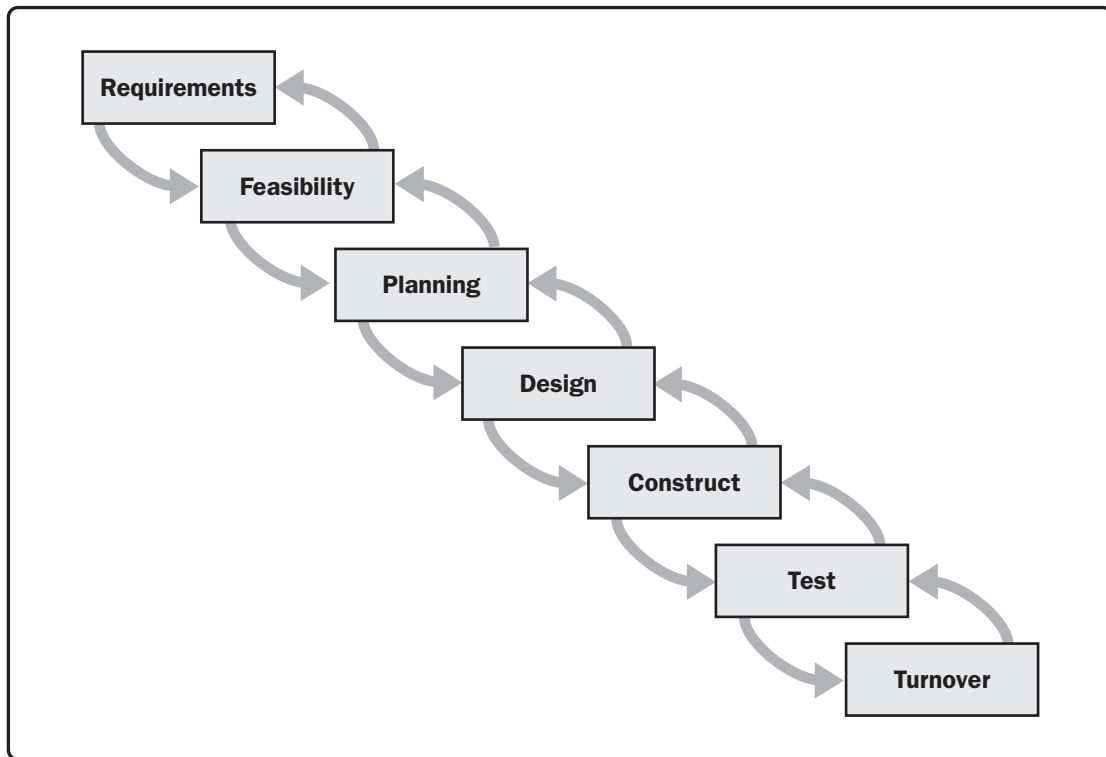 Requirements
Feasibility
Planning
Design
Construct
Test
Turnover